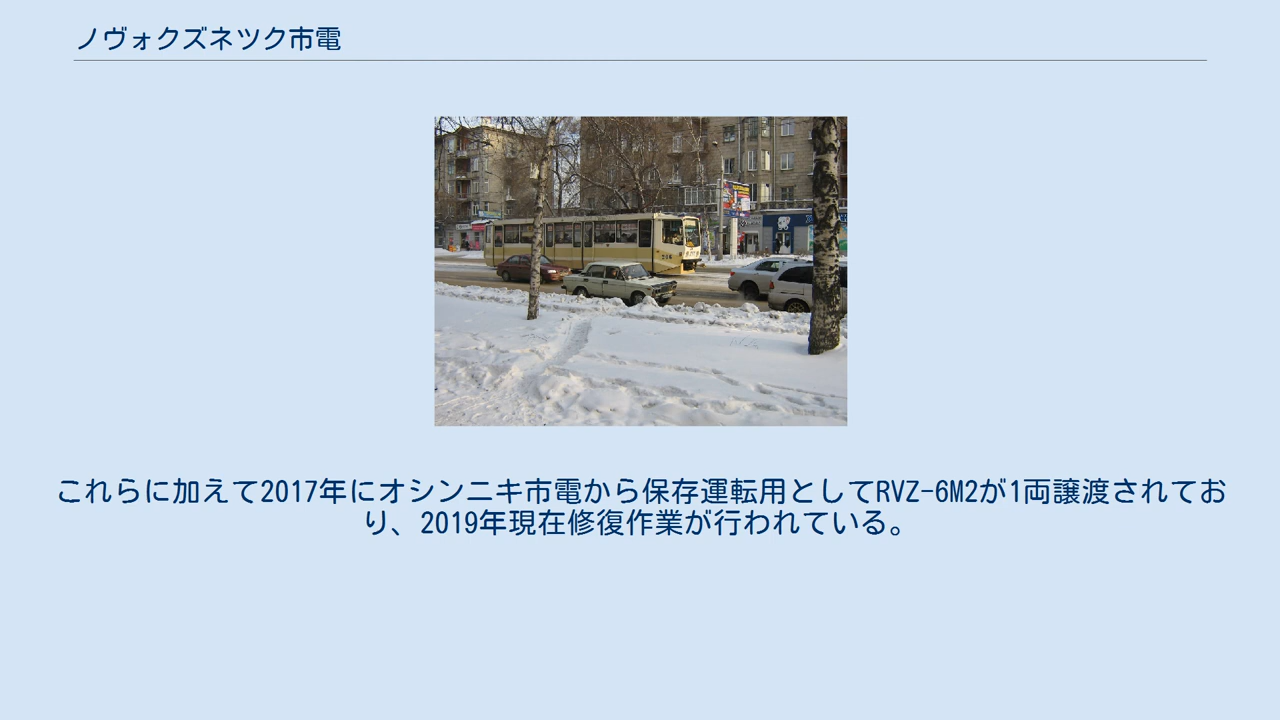 ノヴォクズネツク市電
これらに加えて2017年にオシンニキ市電から保存運転用としてRVZ-6M2が1両譲渡されてお
り、2019年現在修復作業が行われている。